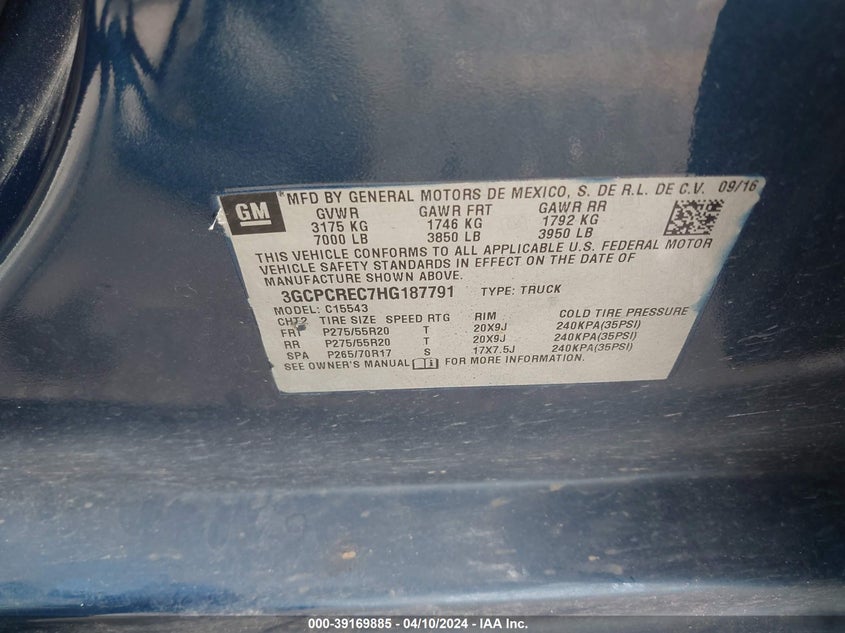 GM
*MFD BY GENERAL MOTORS DE MEXICO, S. DE R.L. DE C.V. 09/16
GVWR GAWR FRT GAWR RR
3175 KG 1746 KG 1792 KG
7000 LB 3850 LB 3950 LB
THIS VEHICLE CONFORMS TO ALL APPLICABLE U.S. FEDERAL MOTOR
VEHICLE SAFETY STANDARDS IN EFFECT ON THE DATE OF
MANUFACTURE SHOWN ABOVE.
3GCPCREC7HG187791 TYPE: TRUCK
MODEL: C15543
CHT2 TIRE SIZE SPEED RTG RIM COLD TIRE PRESSURE
FRT P275/55R20 T 20X9J 240KPA(35PSI)
RR P275/55R20 T 20X9J 240KPA(35PSI)
SPA P265/70R17 S 17X7.5J 240KPA(35PSI)
SEE OWNER'S MANUAL FOR MORE INFORMATION.
000-39169885 - 04/10/2024 - IAA Inc.